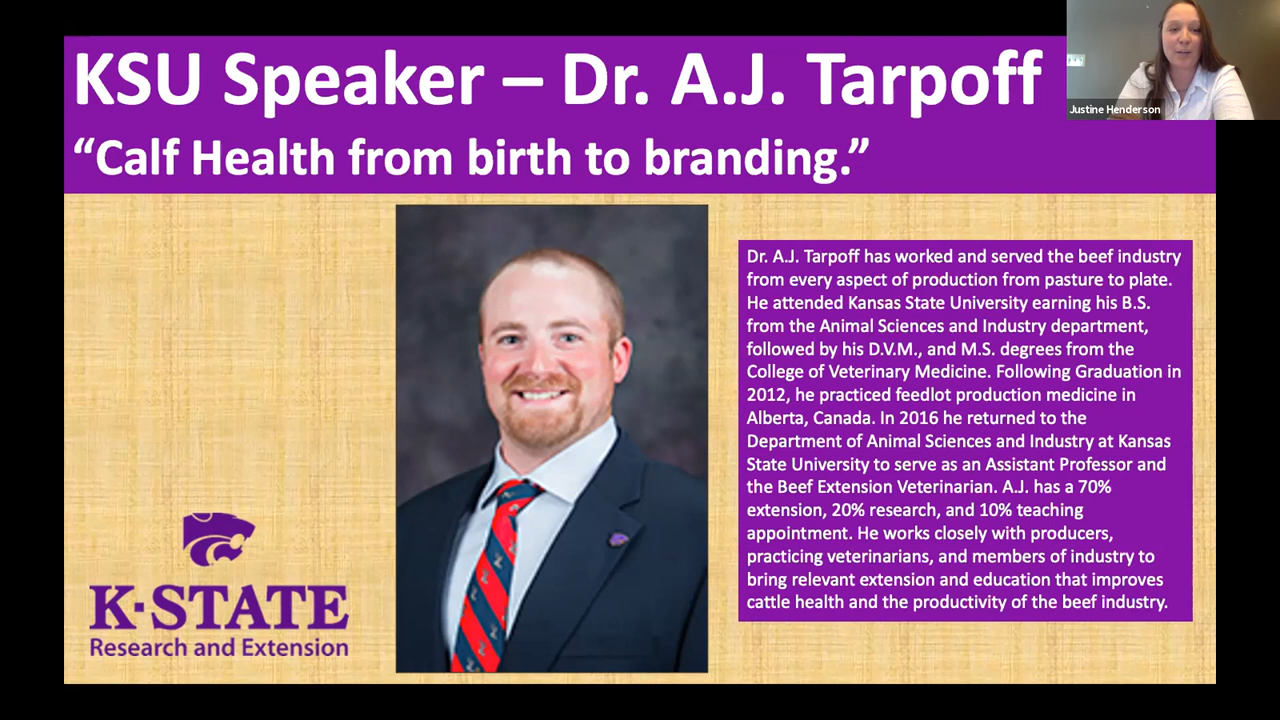 KSU Speaker – Dr. A.J. Tarpoff
“Calf Health from birth to branding.”
Justine Henderson
Dr. A.J. Tarpoff has worked and served the beef industry
from every aspect of production from pasture to plate.
He attended Kansas State University earning his B.S.
from the Animal Sciences and Industry department,
followed by his D.V.M., and M.S. degrees from the
College of Veterinary Medicine. Following Graduation in
2012, he practiced feedlot production medicine in
Alberta, Canada. In 2016 he returned to the
Department of Animal Sciences and Industry at Kansas
State University to serve as an Assistant Professor and
the Beef Extension Veterinarian. A.J. has a 70%
extension, 20% research, and 10% teaching
appointment. He works closely with producers,
practicing veterinarians, and members of industry to
bring relevant extension and education that improves
cattle health and the productivity of the beef industry.
K·STATE
Research and Extension